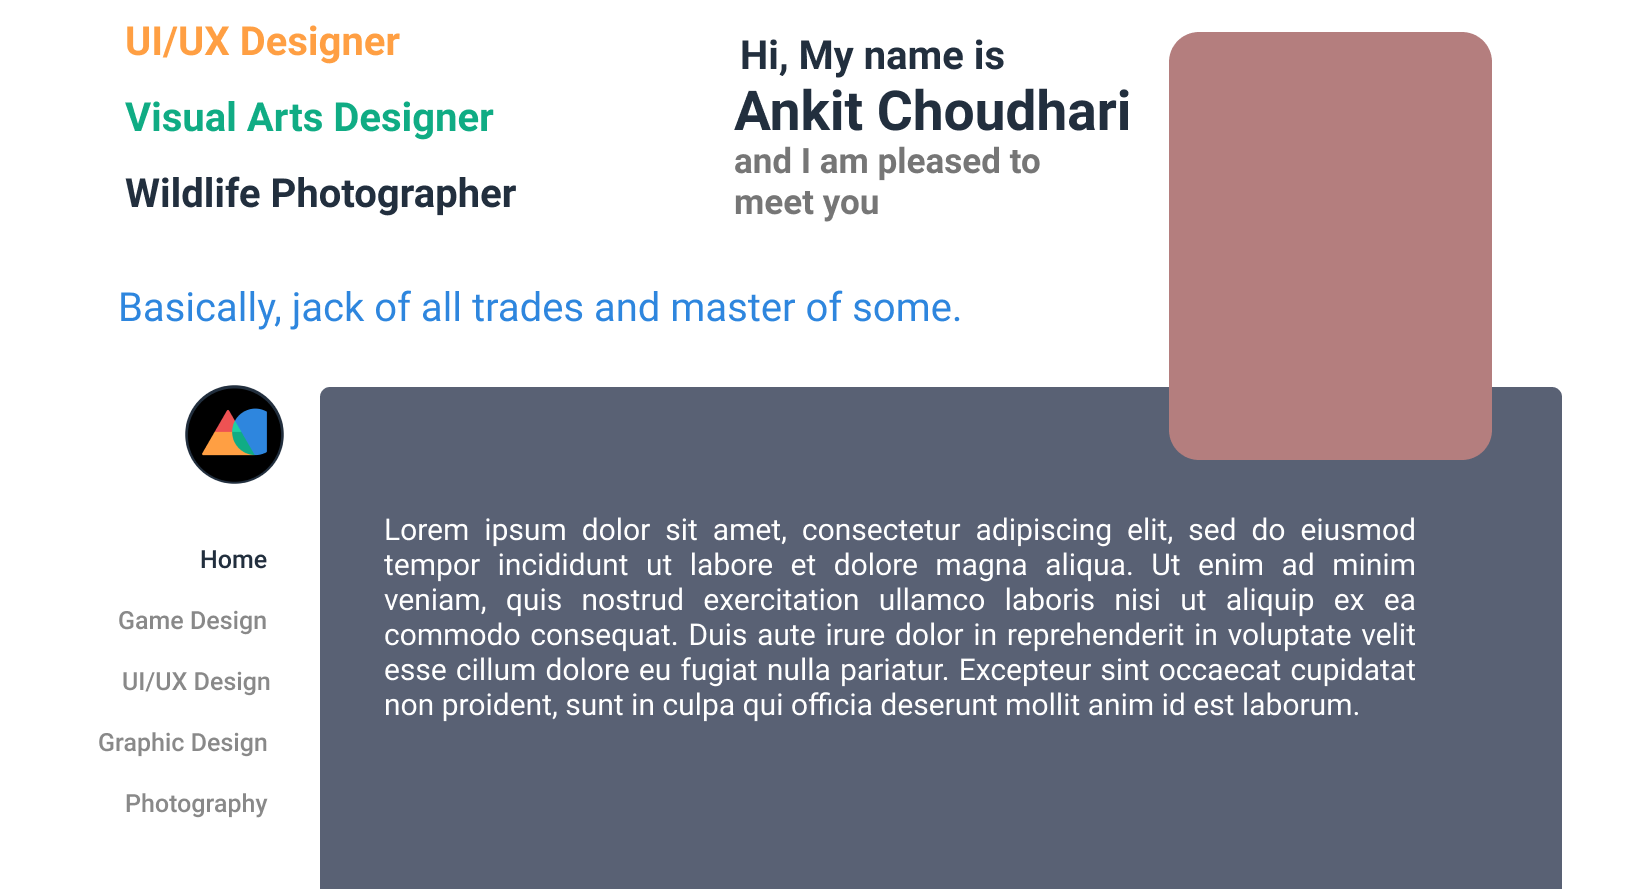 UI/UX Designer
Visual Arts Designer
Wildlife Photographer
Hi, My name is
Ankit Choudhari
and I am pleased to
meet you
Basically, jack of all trades and master of some.
Home
Game Design
UI/UX Design
Graphic Design
Photography
Lorem ipsum dolor sit amet, consectetur adipiscing elit, sed do eiusmod
tempor incididunt ut labore et dolore magna aliqua. Ut enim ad minim
veniam, quis nostrud exercitation ullamco laboris nisi ut aliquip ex ea
commodo consequat. Duis aute irure dolor in reprehenderit in voluptate velit
esse cillum dolore eu fugiat nulla pariatur. Excepteur sint occaecat cupidatat
non proident, sunt in culpa qui officia deserunt mollit anim id est laborum.